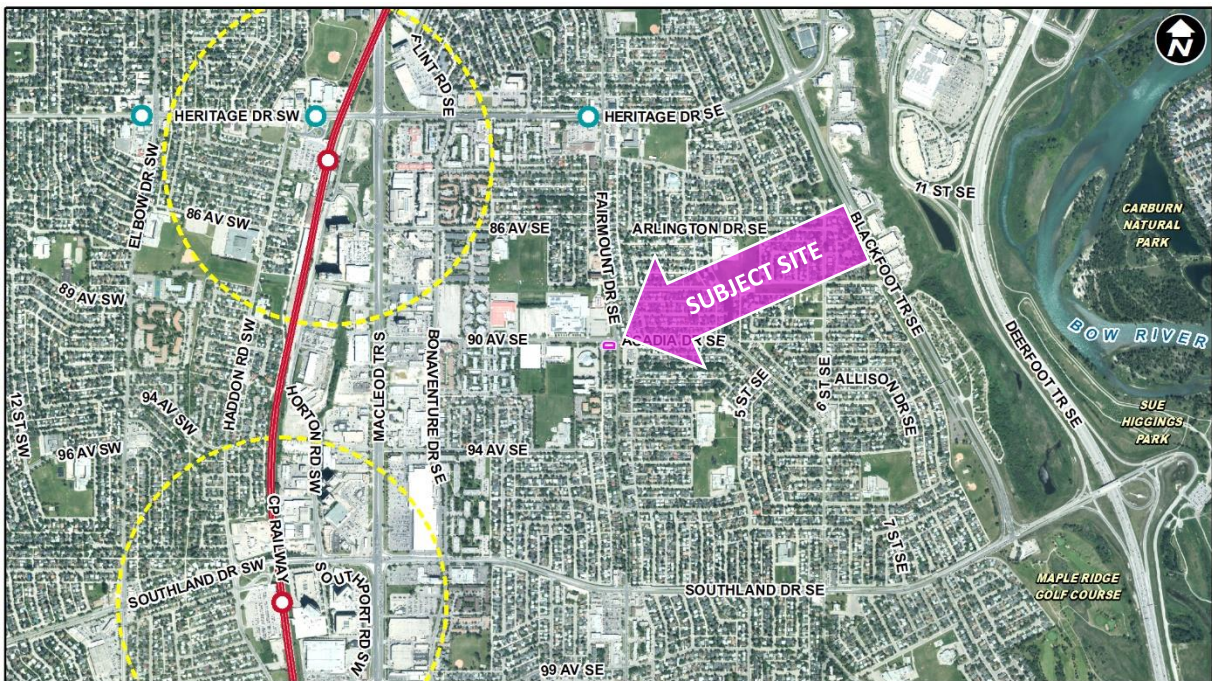 N
FLINT RD SE
HERITAGE DR SW
HERITAGE DR SE
ELBOW DR SW
11 ST SE
86 AV SW
86 AV SE
FAIRMOUNT DR SE
ARLINGTON DR SE
BLACKFOOT TR SE
CARBURN
NATURAL
PARK
SUBJECT SITE
89 AV SW
HADDON RD SW
MACLEOD TR S
BONAVENTURE DR SE
90 AV SE
ACADIA DR SE
BOW RIVER
DEERFOOT TR SE
12 ST SW
94 AV SW
HORTON RD SW
5 ST SE
6 ST SE
ALLISON DR SE
SUE
HIGGINS
PARK
96 AV SW
94 AV SE
CP RAILWAY
7 ST SE
SOUTHLAND DR SW
SOUTHPORT RD SW
SOUTHLAND DR SE
MAPLE RIDGE
GOLF COURSE
99 AV SE